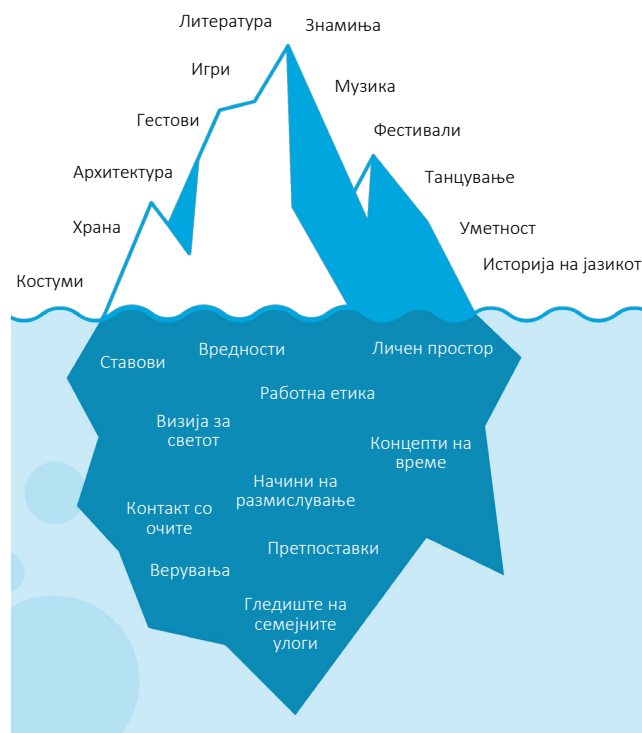 Литература
Знамиња
Игри
Музика
Гестови
Фестивали
Архитектура
Танцување
Храна
Уметност
Историја на јазикот
Костуми
Ставови
Вредности
Личен простор
Работна етика
Визија за
светот
Концепти на
време
Начини на
размислување
Контакт со
очите
Претпоставки
Верувања
Гледиште на
семејните
улоги